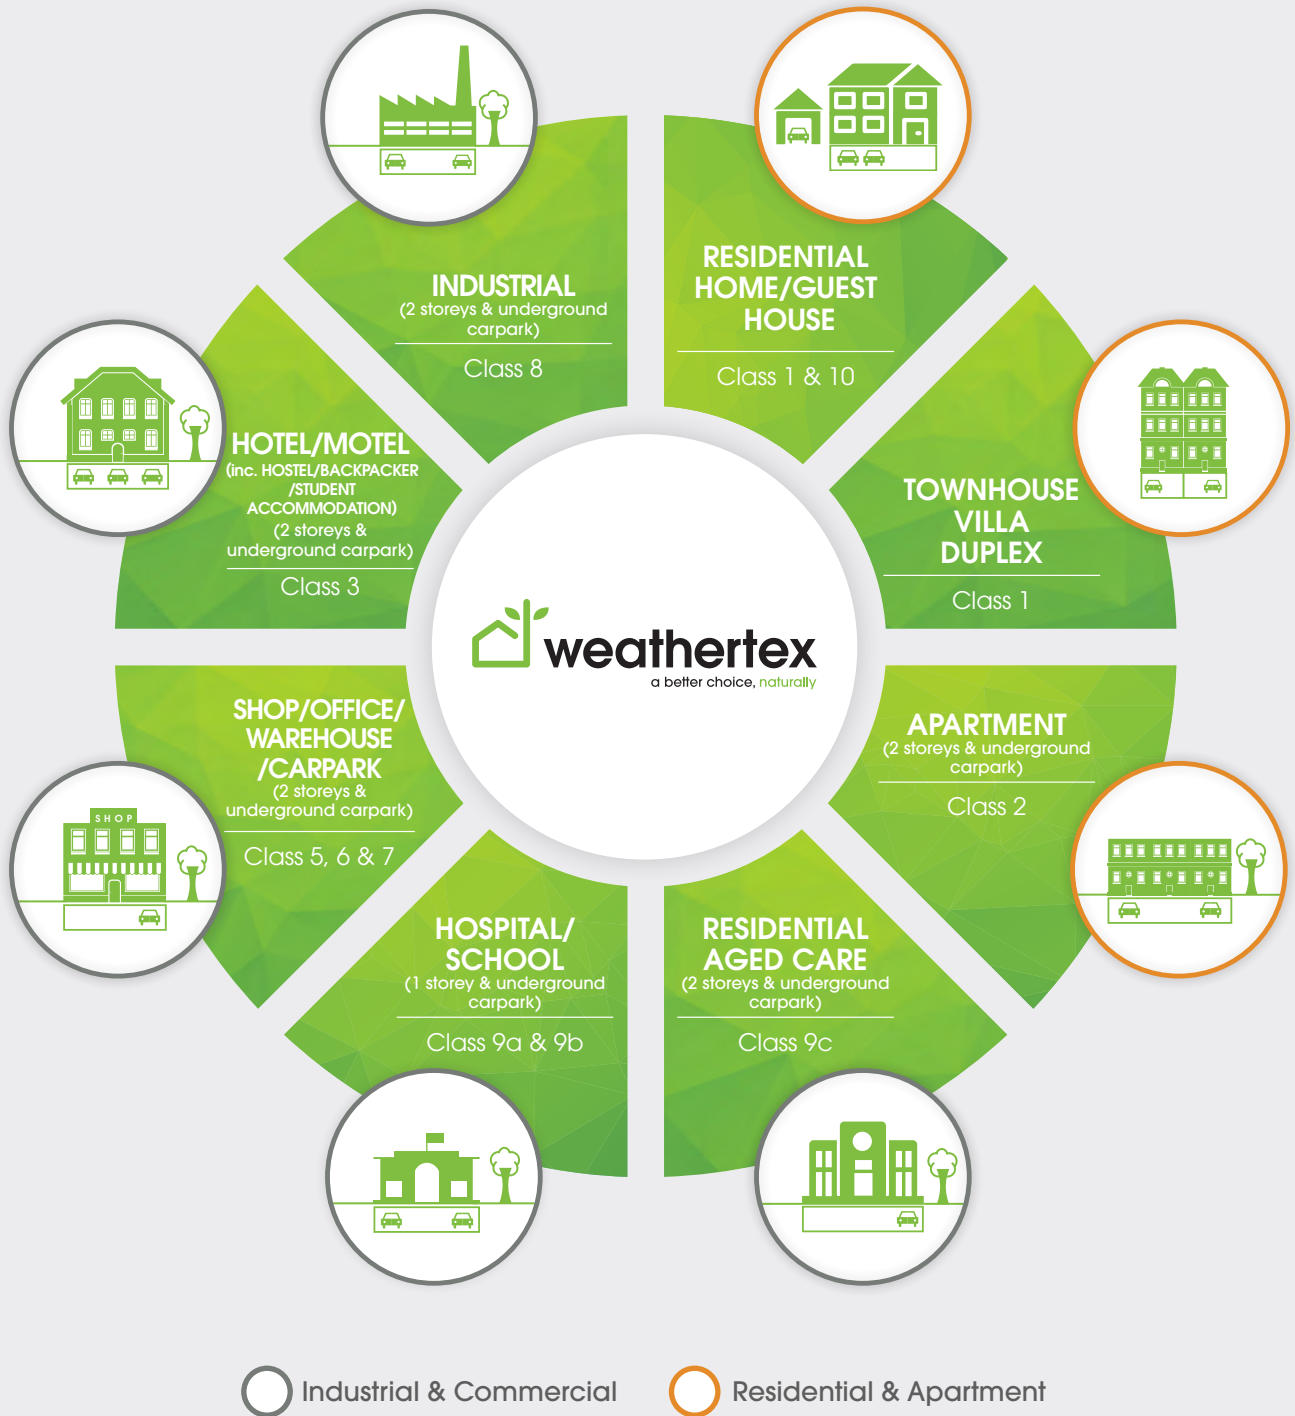 INDUSTRIAL
(2 storeys & underground
carpark)
Class 8
RESIDENTIAL
HOME/GUEST
HOUSE
Class 1 & 10
HOTEL/MOTEL
(inc. HOSTEL/BACKPACKER
/STUDENT
ACCOMMODATION)
(2 storeys &
underground carpark)
Class 3
TOWNHOUSE
VILLA
DUPLEX
Class 1
weathertex
a better choice, naturally
SHOP/OFFICE/
WAREHOUSE
/CARPARK
(2 storeys &
underground carpark)
Class 5, 6 & 7
SHOP
APARTMENT
(2 storeys & underground
carpark)
Class 2
HOSPITAL/
SCHOOL
(1 storey & underground
carpark)
Class 9a & 9b
RESIDENTIAL
AGED CARE
(2 storeys & underground
carpark)
Class 9c
Industrial & Commercial
Residential & Apartment